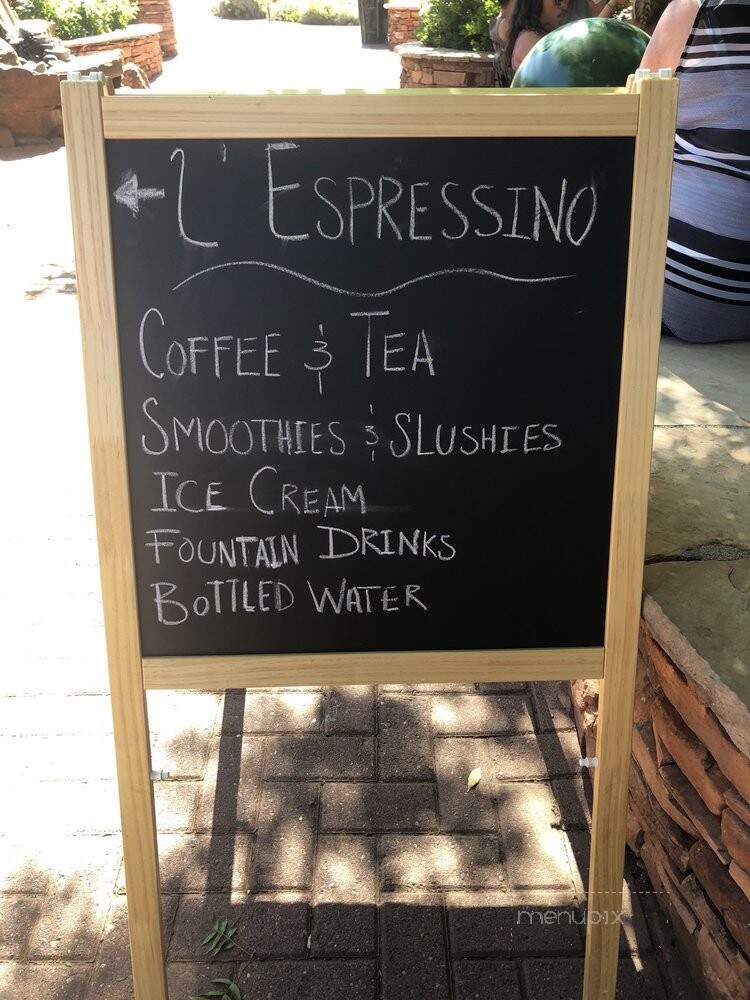 ← L'ESPRESSINO
COFFEE & TEA
SMOOTHIES & SLUSHIES
ICE CREAM
FOUNTAIN DRINKS
BOTTLED WATER
menupix